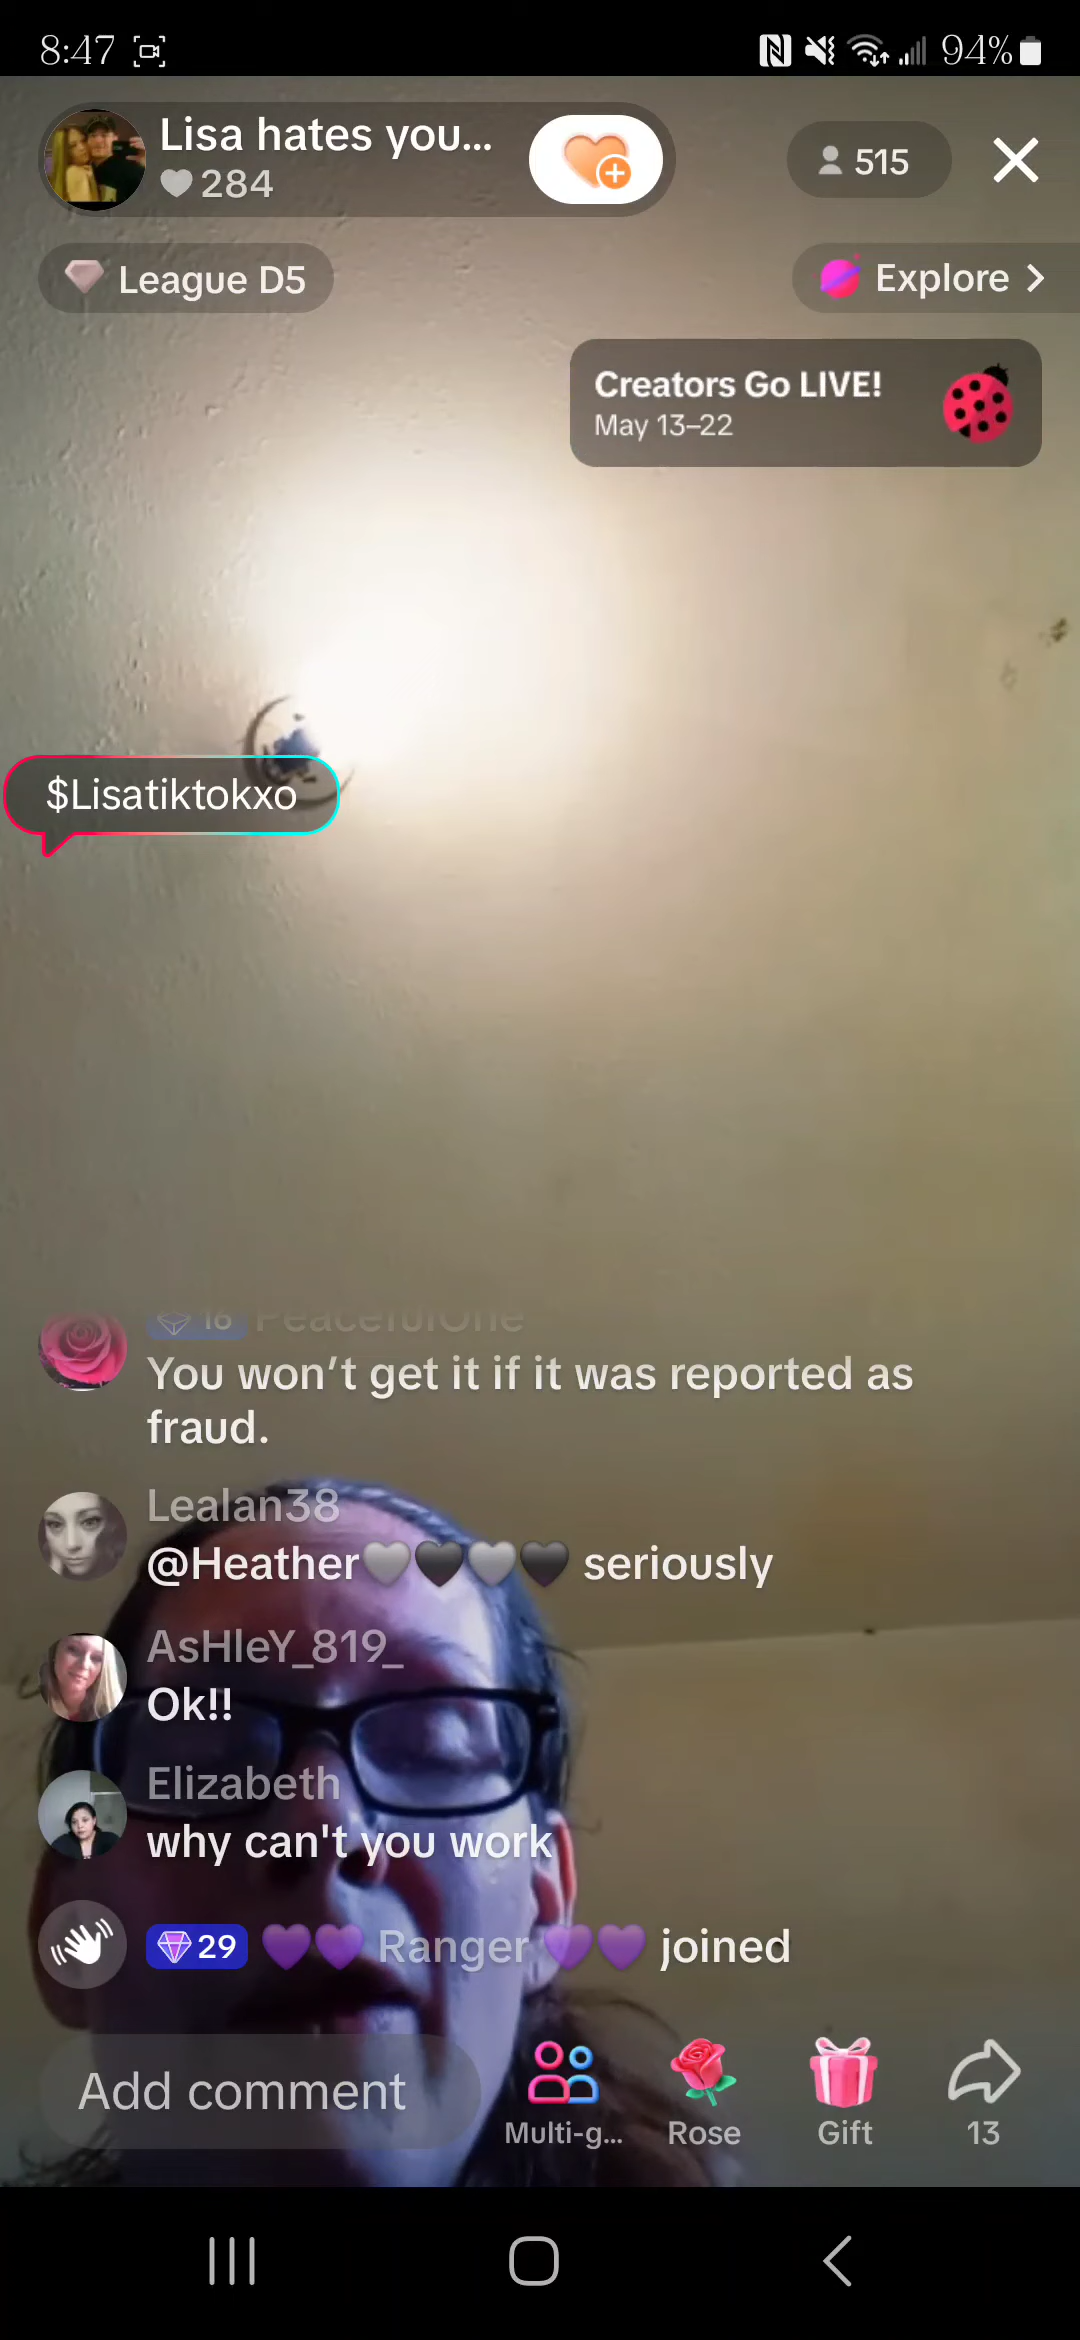 8:47
94%
Lisa hates you...
284
515
League D5
Explore
Creators Go LIVE!
May 13–22
$Lisatiktokxo
16 PeacefulOne
You won't get it if it was reported as
fraud.
Lealan38
@Heather🤍🖤🤍🖤 seriously
AsHleY_819_
Ok!!
Elizabeth
why can't you work
29 💜💜 Ranger 💜💜 joined
Add comment
Multi-g...
Rose
Gift
13